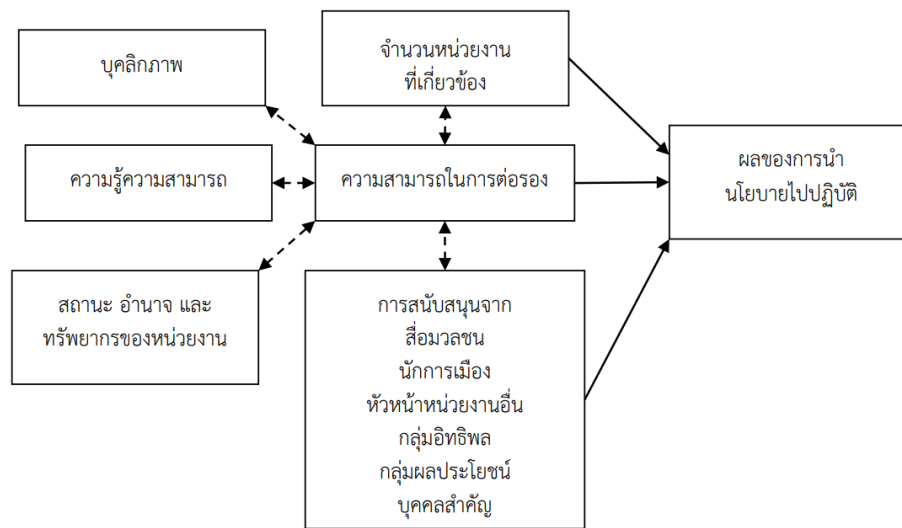 บุคลิกภาพ
จำนวนหน่วยงาน
ที่เกี่ยวข้อง
ความรู้ความสามารถ
ความสามารถในการต่อรอง
ผลของการนำ
นโยบายไปปฏิบัติ
สถานะ อำนาจ และ
ทรัพยากรของหน่วยงาน
การสนับสนุนจาก
สื่อมวลชน
นักการเมือง
หัวหน้าหน่วยงานอื่น
กลุ่มอิทธิพล
กลุ่มผลประโยชน์
บุคคลสำคัญ